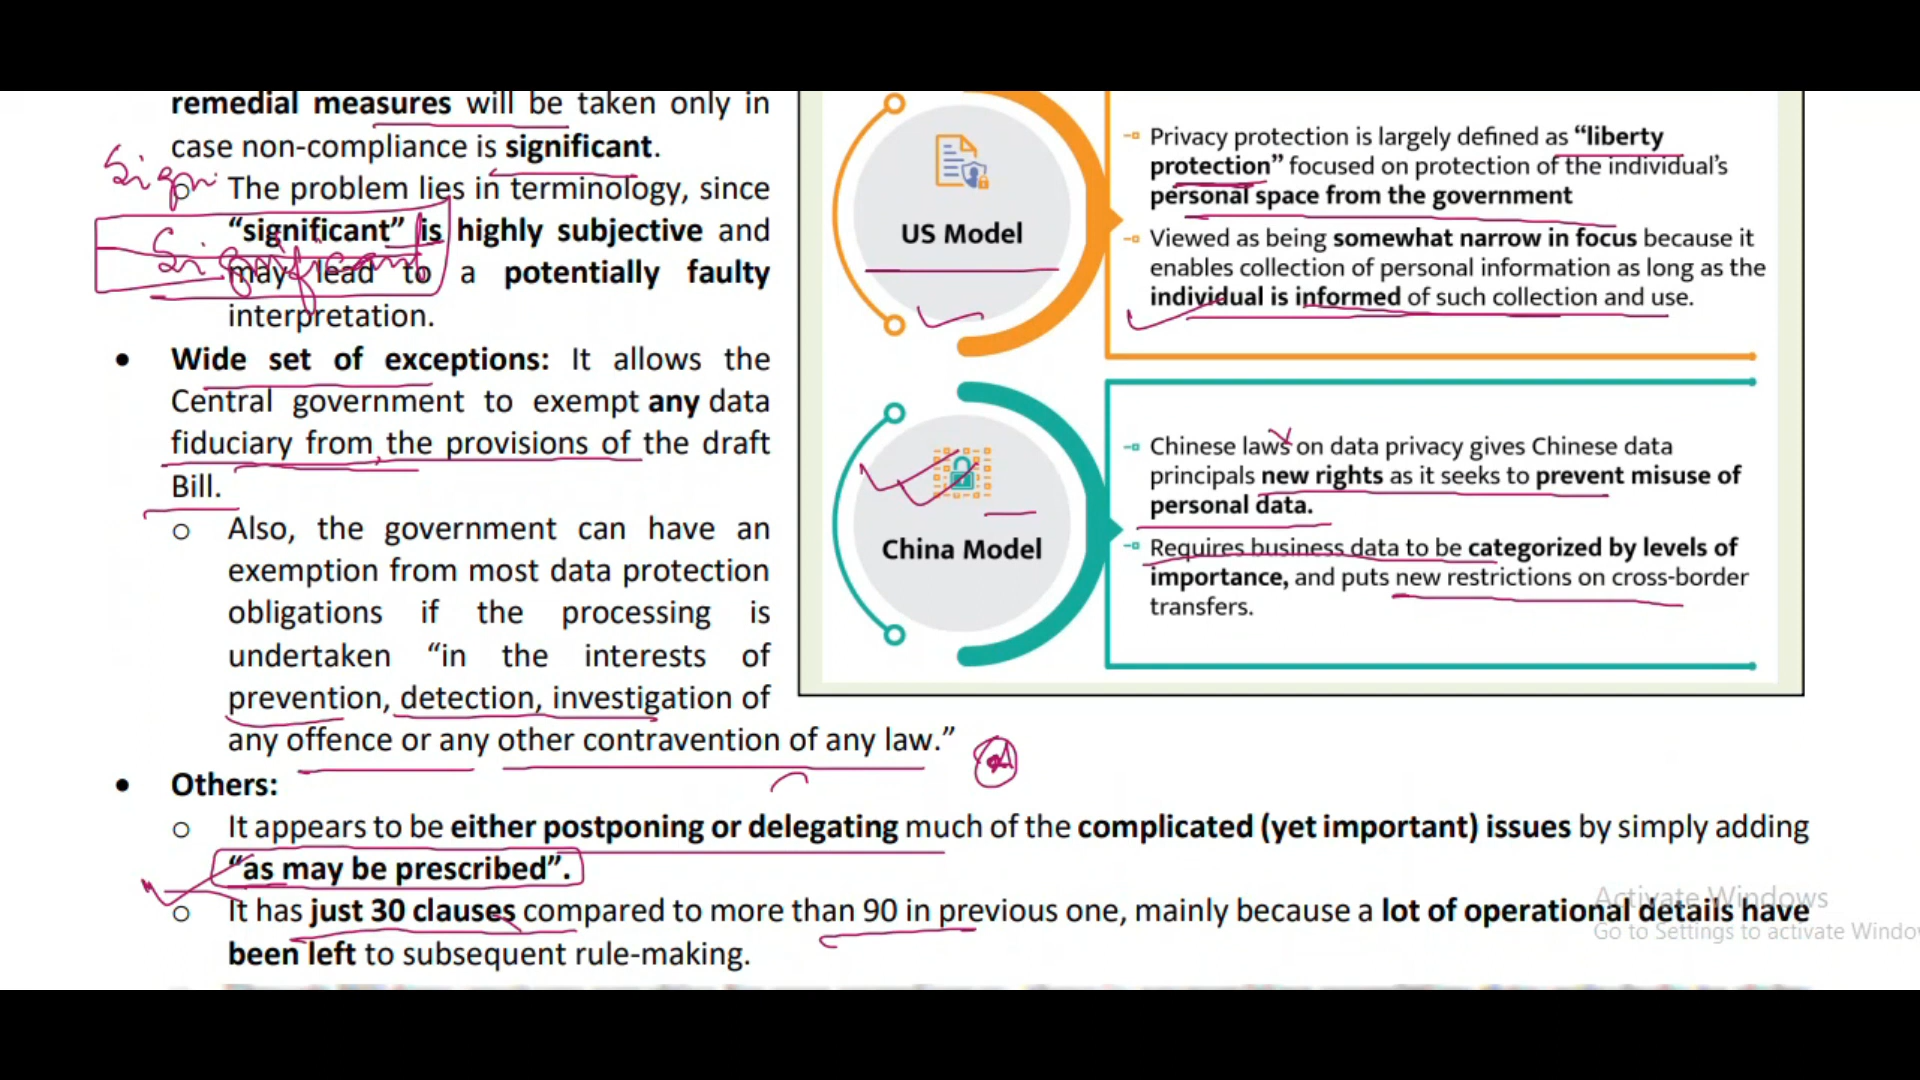 remedial measures will be taken only in
case non-compliance is significant.
Sign
o The problem lies in terminology, since
“significant” is highly subjective and
Significant
may lead to a potentially faulty
interpretation.
• Wide set of exceptions: It allows the
Central government to exempt any data
fiduciary from the provisions of the draft
Bill.
o Also, the government can have an
exemption from most data protection
obligations if the processing is
undertaken “in the interests of
prevention, detection, investigation of
any offence or any other contravention of any law.”
US Model
Privacy protection is largely defined as “liberty
protection” focused on protection of the individual’s
personal space from the government
Viewed as being somewhat narrow in focus because it
enables collection of personal information as long as the
individual is informed of such collection and use.
China Model
Chinese laws on data privacy gives Chinese data
principals new rights as it seeks to prevent misuse of
personal data.
Requires business data to be categorized by levels of
importance, and puts new restrictions on cross-border
transfers.
• Others:
o It appears to be either postponing or delegating much of the complicated (yet important) issues by simply adding
“as may be prescribed”.
o It has just 30 clauses compared to more than 90 in previous one, mainly because a lot of operational details have
been left to subsequent rule-making.
Activate Windows
Go to Settings to activate Windo